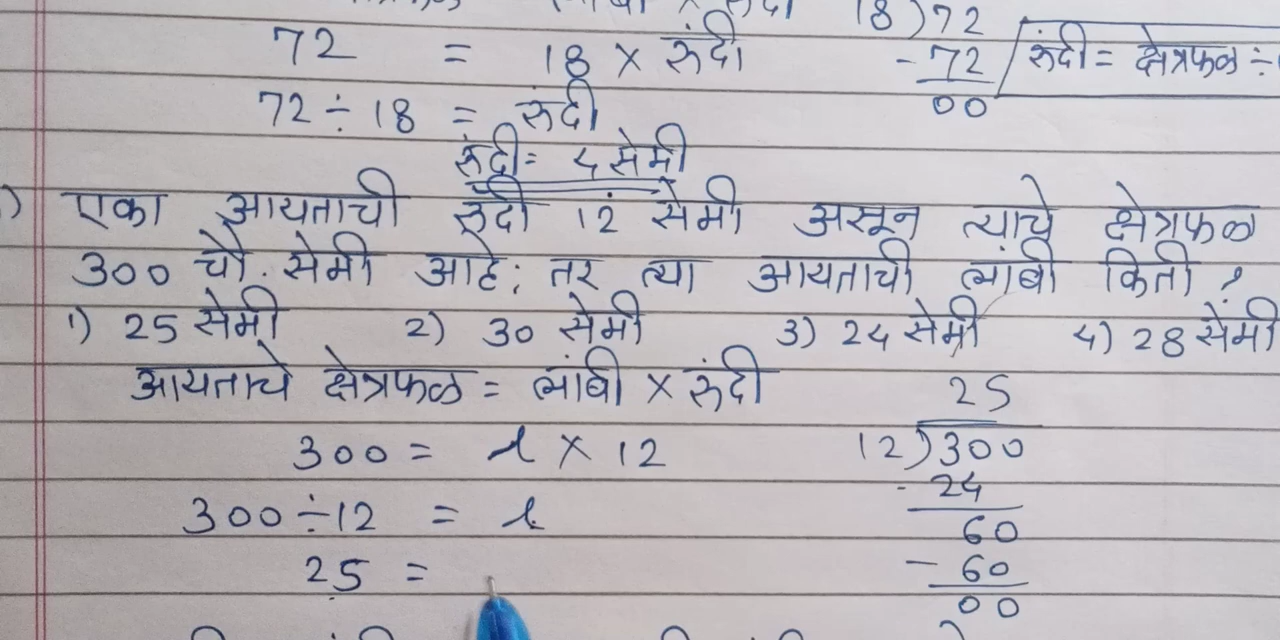 18)72
72 = 18 × रुंदी
- 72
रुंदी = क्षेत्रफळ ÷
72 ÷ 18 = रुंदी
00
रुंदी = 4 सेमी
एका आयताची रुंदी 12 सेमी असून त्याचे क्षेत्रफळ
300 चौ. सेमी आहे; तर त्या आयताची लांबी किती ?
1) 25 सेमी 2) 30 सेमी 3) 24 सेमी 4) 28 सेमी
आयताचे क्षेत्रफळ = लांबी × रुंदी
25
300 = l × 12
12)300
- 24
300 ÷ 12 = l
60
25 =
- 60
00